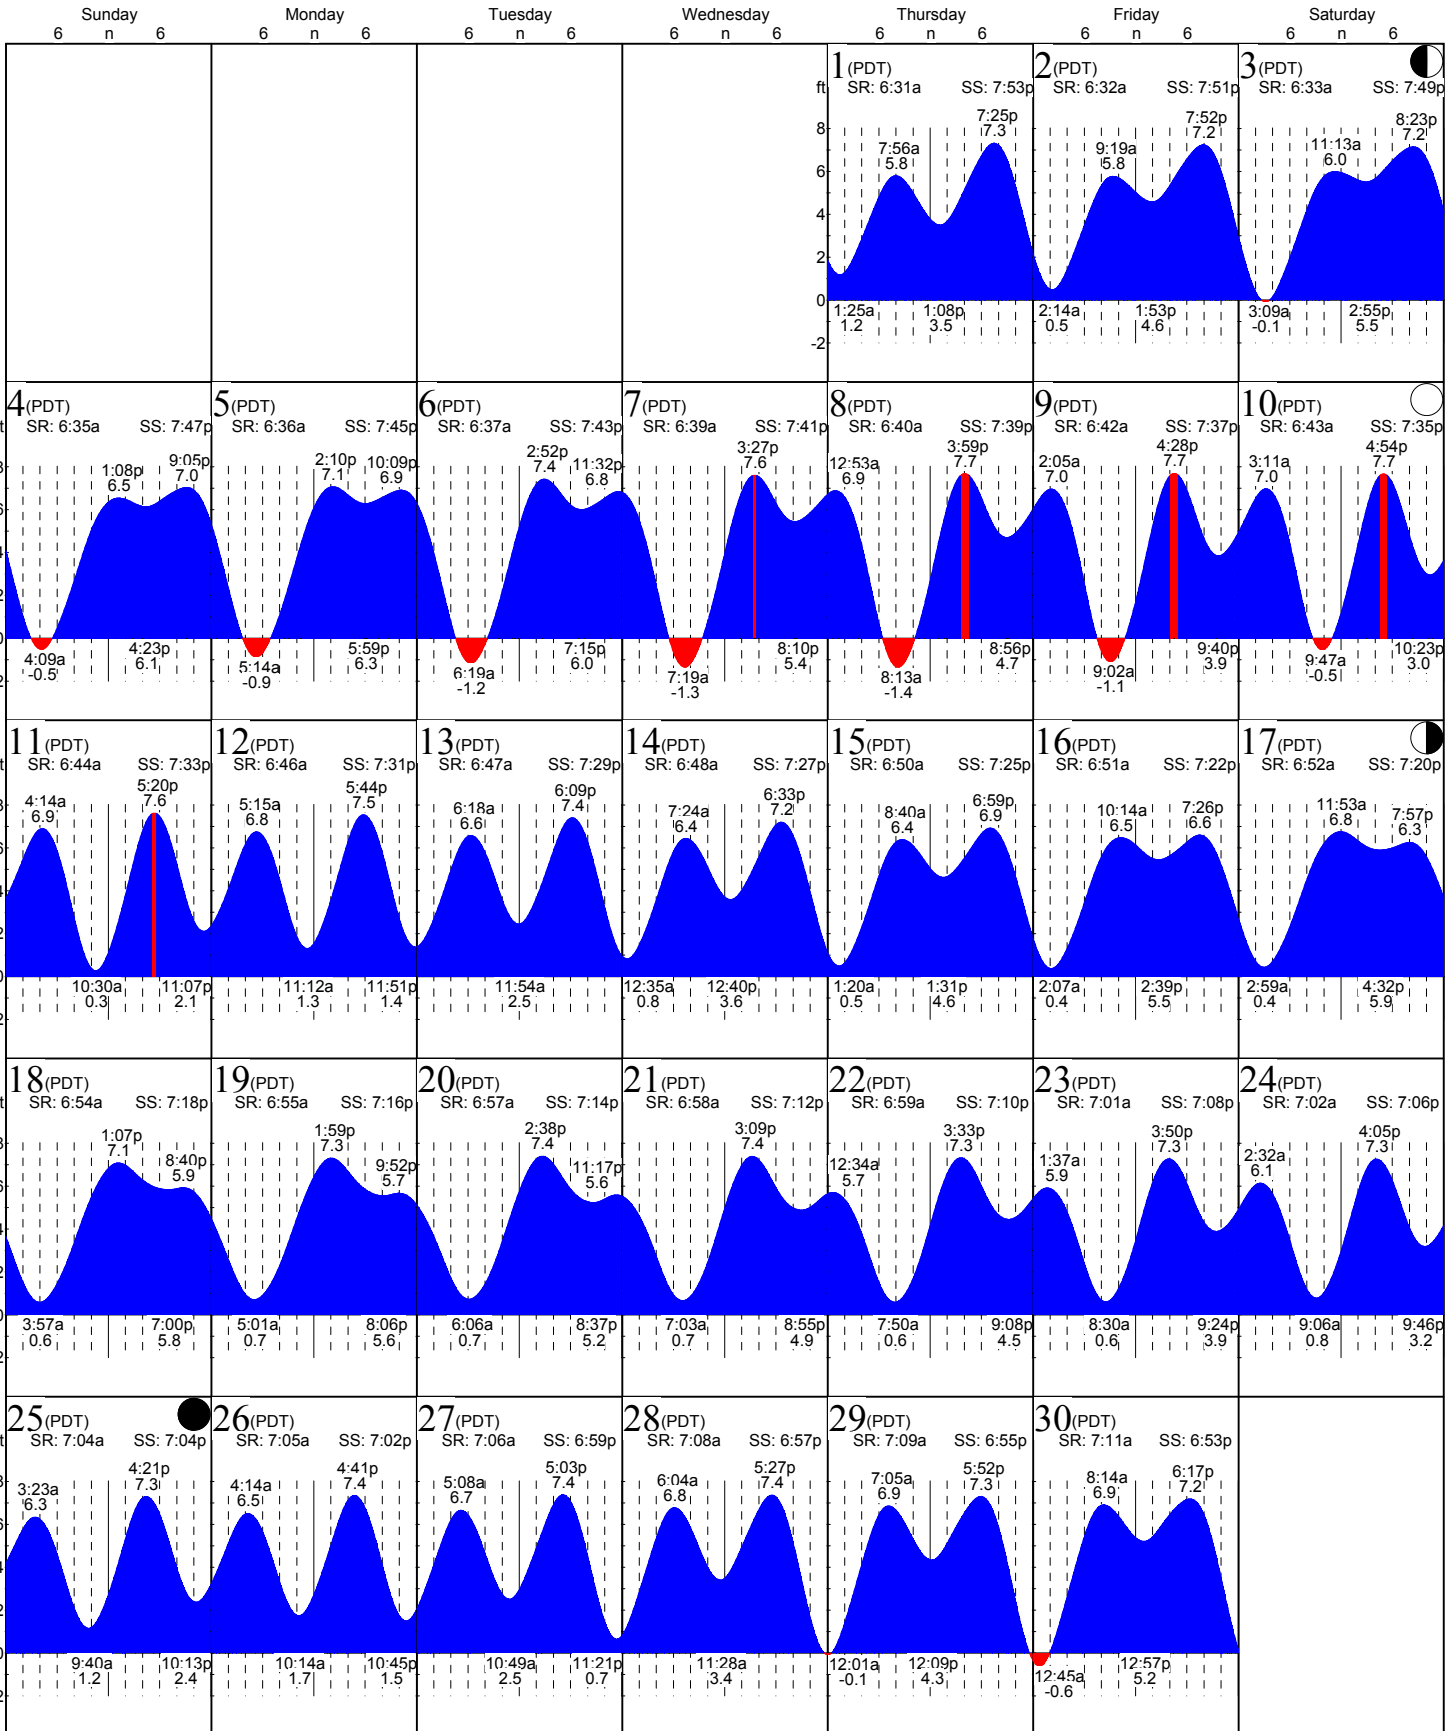 Sunday Monday Tuesday Wednesday Thursday Friday Saturday
6 n 6 6 n 6 6 n 6 6 n 6 6 n 6 6 n 6 6 n 6
1(PDT) 2(PDT) 3(PDT)
ft SR: 6:31a SS: 7:53p SR: 6:32a SS: 7:51p SR: 6:33a SS: 7:49p
7:56a 5.8 7:25p 7.3 9:19a 5.8 7:52p 7.2 11:13a 6.0 8:23p 7.2
8
6
4
2
0
-2
1:25a 1:08p 2:14a 1:53p 3:09a 2:55p
1.2 3.5 0.5 4.6 -0.1 5.5
4(PDT) 5(PDT) 6(PDT) 7(PDT) 8(PDT) 9(PDT) 10(PDT)
SR: 6:35a SS: 7:47p SR: 6:36a SS: 7:45p SR: 6:37a SS: 7:43p SR: 6:39a SS: 7:41p SR: 6:40a SS: 7:39p SR: 6:42a SS: 7:37p SR: 6:43a SS: 7:35p
1:08p 9:05p 2:10p 10:09p 2:52p 11:32p 3:27p 12:53a 3:59p 2:05a 4:28p 3:11a 4:54p
6.5 7.0 7.1 6.9 7.4 6.8 7.6 6.9 7.7 7.0 7.7 7.0 7.7
4:09a 4:23p 5:14a 5:59p 6:19a 7:15p 7:19a 8:10p 8:13a 8:56p 9:02a 9:40p 9:47a 10:23p
-0.5 6.1 -0.9 6.3 -1.2 6.0 -1.3 5.4 -1.4 4.7 -1.1 3.9 -0.5 3.0
11(PDT) 12(PDT) 13(PDT) 14(PDT) 15(PDT) 16(PDT) 17(PDT)
SR: 6:44a SS: 7:33p SR: 6:46a SS: 7:31p SR: 6:47a SS: 7:29p SR: 6:48a SS: 7:27p SR: 6:50a SS: 7:25p SR: 6:51a SS: 7:22p SR: 6:52a SS: 7:20p
4:14a 5:20p 5:15a 5:44p 6:18a 6:09p 7:24a 6:33p 8:40a 6:59p 10:14a 7:26p 11:53a 7:57p
6.9 7.6 6.8 7.5 6.6 7.4 6.4 7.2 6.4 6.9 6.5 6.6 6.8 6.3
10:30a 11:07p 11:12a 11:51p 11:54a 12:35a 12:40p 1:20a 1:31p 2:07a 2:39p 2:59a 4:32p
0.3 2.1 1.3 1.4 2.5 0.8 3.6 0.5 4.6 0.4 5.5 0.4 5.9
18(PDT) 19(PDT) 20(PDT) 21(PDT) 22(PDT) 23(PDT) 24(PDT)
SR: 6:54a SS: 7:18p SR: 6:55a SS: 7:16p SR: 6:57a SS: 7:14p SR: 6:58a SS: 7:12p SR: 6:59a SS: 7:10p SR: 7:01a SS: 7:08p SR: 7:02a SS: 7:06p
1:07p 8:40p 1:59p 9:52p 2:38p 11:17p 3:09p 12:34a 3:33p 1:37a 3:50p 2:32a 4:05p
7.1 5.9 7.3 5.7 7.4 5.6 7.4 5.7 7.3 5.9 7.3 6.1 7.3
3:57a 7:00p 5:01a 8:06p 6:06a 8:37p 7:03a 8:55p 7:50a 9:08p 8:30a 9:24p 9:06a 9:46p
0.6 5.8 0.7 5.6 0.7 5.2 0.7 4.9 0.6 4.5 0.6 3.9 0.8 3.2
25(PDT) 26(PDT) 27(PDT) 28(PDT) 29(PDT) 30(PDT)
SR: 7:04a SS: 7:04p SR: 7:05a SS: 7:02p SR: 7:06a SS: 6:59p SR: 7:08a SS: 6:57p SR: 7:09a SS: 6:55p SR: 7:11a SS: 6:53p
3:23a 4:21p 4:14a 4:41p 5:08a 5:03p 6:04a 5:27p 7:05a 5:52p 8:14a 6:17p
6.3 7.3 6.5 7.4 6.7 7.4 6.8 7.4 6.9 7.3 6.9 7.2
9:40a 10:13p 10:14a 10:45p 10:49a 11:21p 11:28a 12:01a 12:09p 12:45a 12:57p
1.2 2.4 1.7 1.5 2.5 0.7 3.4 -0.1 4.3 -0.6 5.2